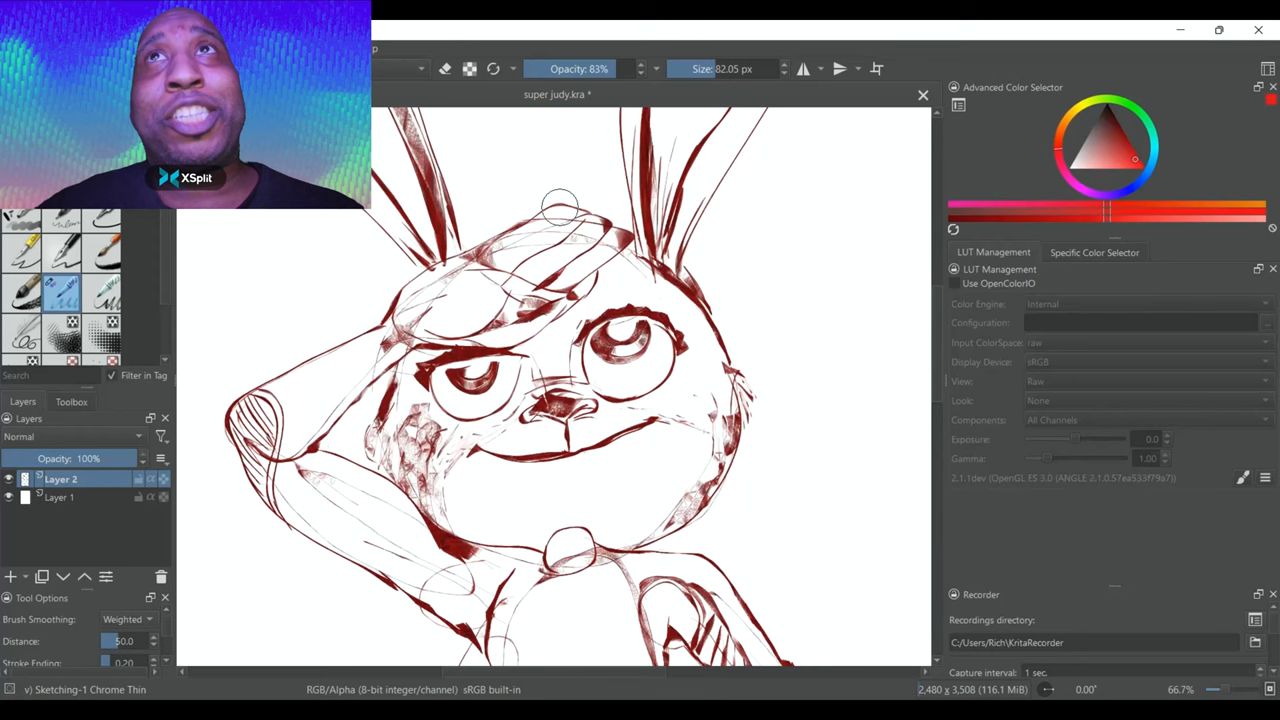 XSplit
p
Opacity: 83%
Size: 82.05 px
super judy.kra *
Advanced Color Selector
LUT Management
Specific Color Selector
LUT Management
Use OpenColorIO
Color Engine:
Internal
Configuration:
...
Input ColorSpace:
raw
Display Device:
sRGB
View:
Raw
Look:
None
Components:
All Channels
Exposure:
0.0
Gamma:
1.00
2.1.1dev (OpenGL ES 3.0 (ANGLE 2.1.0.57ea533f79a7))
Search
Filter in Tag
Layers
Toolbox
Layers
Normal
Opacity: 100%
Layer 2
Layer 1
Tool Options
Brush Smoothing:
Weighted
Distance:
50.0
Stroke Ending:
0.20
Recorder
Recordings directory:
C:/Users/Rich\KritaRecorder
Capture interval:
1 sec.
v) Sketching-1 Chrome Thin
RGB/Alpha (8-bit integer/channel) sRGB built-in
2,480 x 3,508 (116.1 MiB)
0.00°
66.7%